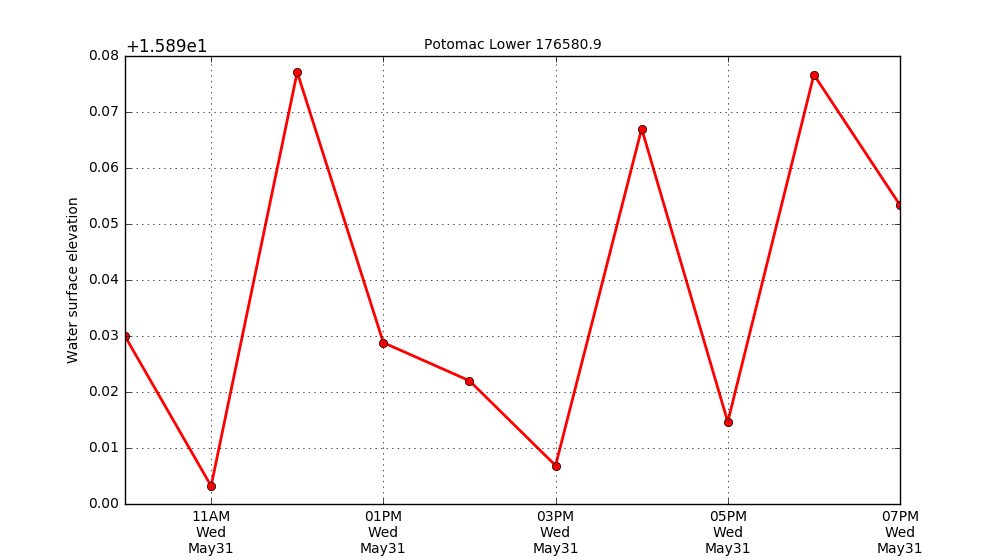 +1.589e1
Potomac Lower 176580.9
0.08
0.07
0.06
0.05
0.04
0.03
0.02
0.01
0.00
Water surface elevation
11AM
Wed
May31
01PM
Wed
May31
03PM
Wed
May31
05PM
Wed
May31
07PM
Wed
May31